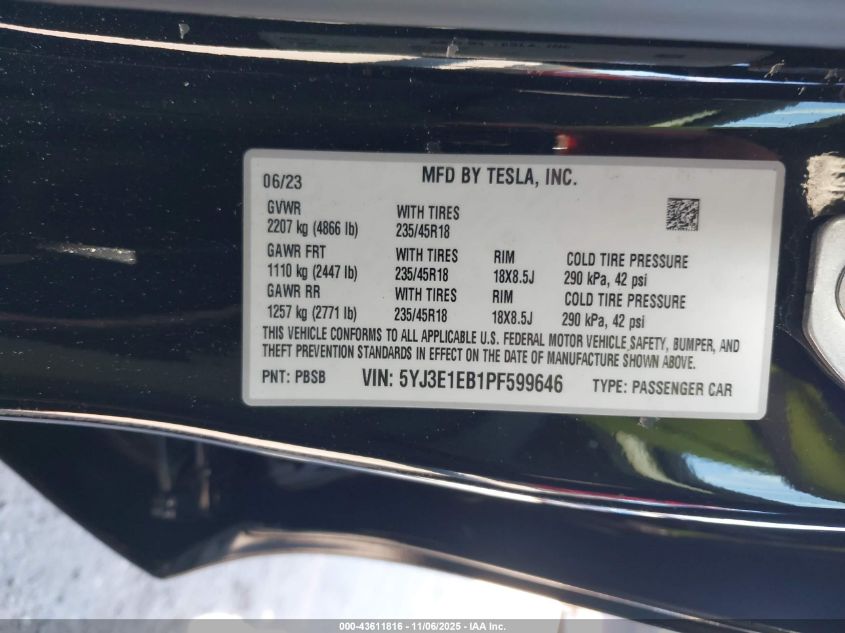 06/23 MFD BY TESLA, INC.
GVWR WITH TIRES
2207 kg (4866 lb) 235/45R18
GAWR FRT WITH TIRES RIM COLD TIRE PRESSURE
1110 kg (2447 lb) 235/45R18 18X8.5J 290 kPa, 42 psi
GAWR RR WITH TIRES RIM COLD TIRE PRESSURE
1257 kg (2771 lb) 235/45R18 18X8.5J 290 kPa, 42 psi
THIS VEHICLE CONFORMS TO ALL APPLICABLE U.S. FEDERAL MOTOR VEHICLE SAFETY, BUMPER, AND
THEFT PREVENTION STANDARDS IN EFFECT ON THE DATE OF MANUFACTURE SHOWN ABOVE.
PNT: PBSB VIN: 5YJ3E1EB1PF599646 TYPE: PASSENGER CAR
000-43611816 - 11/06/2025 - IAA Inc.